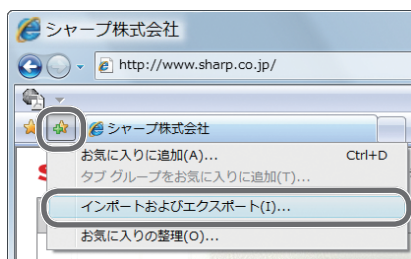 シャープ株式会社
http://www.sharp.co.jp/
シャープ株式会社
お気に入りに追加(A)... Ctrl+D
タブ グループをお気に入りに追加(T)...
インポートおよびエクスポート(I)...
お気に入りの整理(O)...